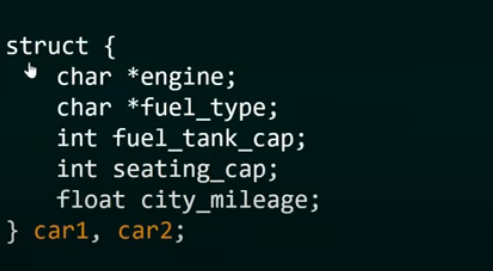 struct {
    char *engine;
    char *fuel_type;
    int fuel_tank_cap;
    int seating_cap;
    float city_mileage;
} car1, car2;